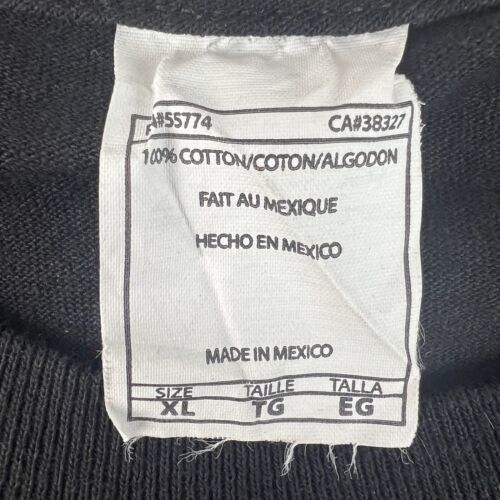 A#55774 CA#38327
100% COTTON/COTON/ALGODON
FAIT AU MEXIQUE
HECHO EN MEXICO
MADE IN MEXICO
SIZE TAILLE TALLA
XL TG EG